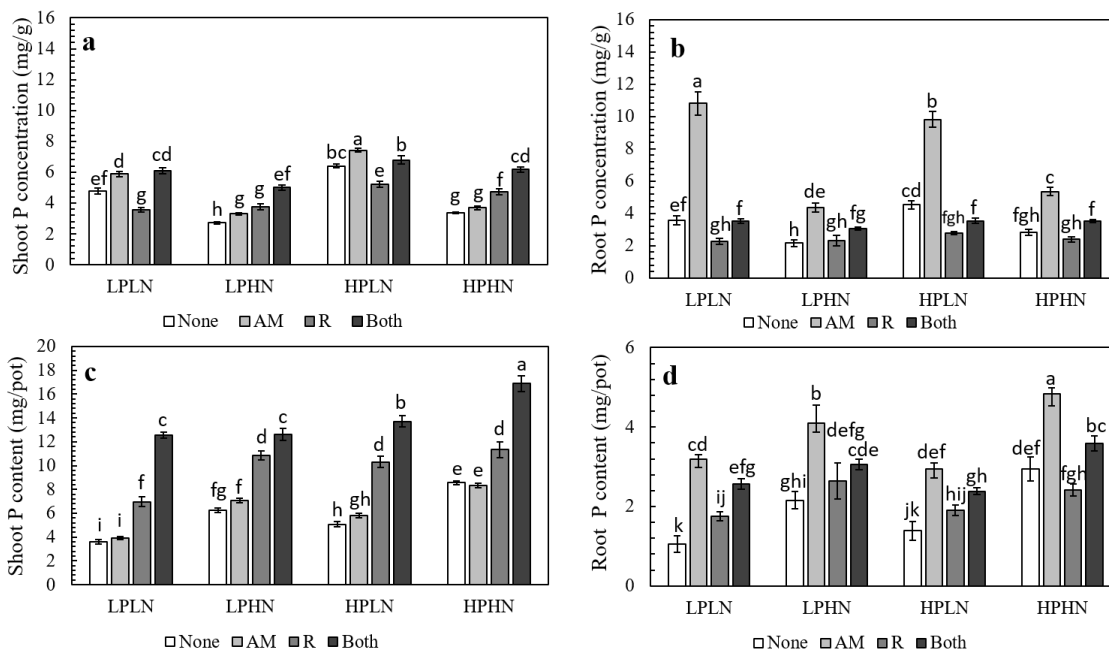 a
Shoot P concentration (mg/g)
16
14
12
10
8
6
4
2
0
ef d g cd
h g g ef
bc a e b
g g f cd
LPLN LPHN HPLN HPHN
None AM R Both
b
Root P concentration (mg/g)
16
14
12
10
8
6
4
2
0
ef a gh f
h de gh fg
cd b fgh f
fgh c gh f
LPLN LPHN HPLN HPHN
None AM R Both
c
Shoot P content (mg/pot)
20
18
16
14
12
10
8
6
4
2
0
i i f c
fg f d c
h gh d b
e e d a
LPLN LPHN HPLN HPHN
None AM R Both
d
Root P content (mg/pot)
6
4
2
0
k cd ij efg
ghi b defg cde
jk def hij gh
def a fgh bc
LPLN LPHN HPLN HPHN
None AM R Both